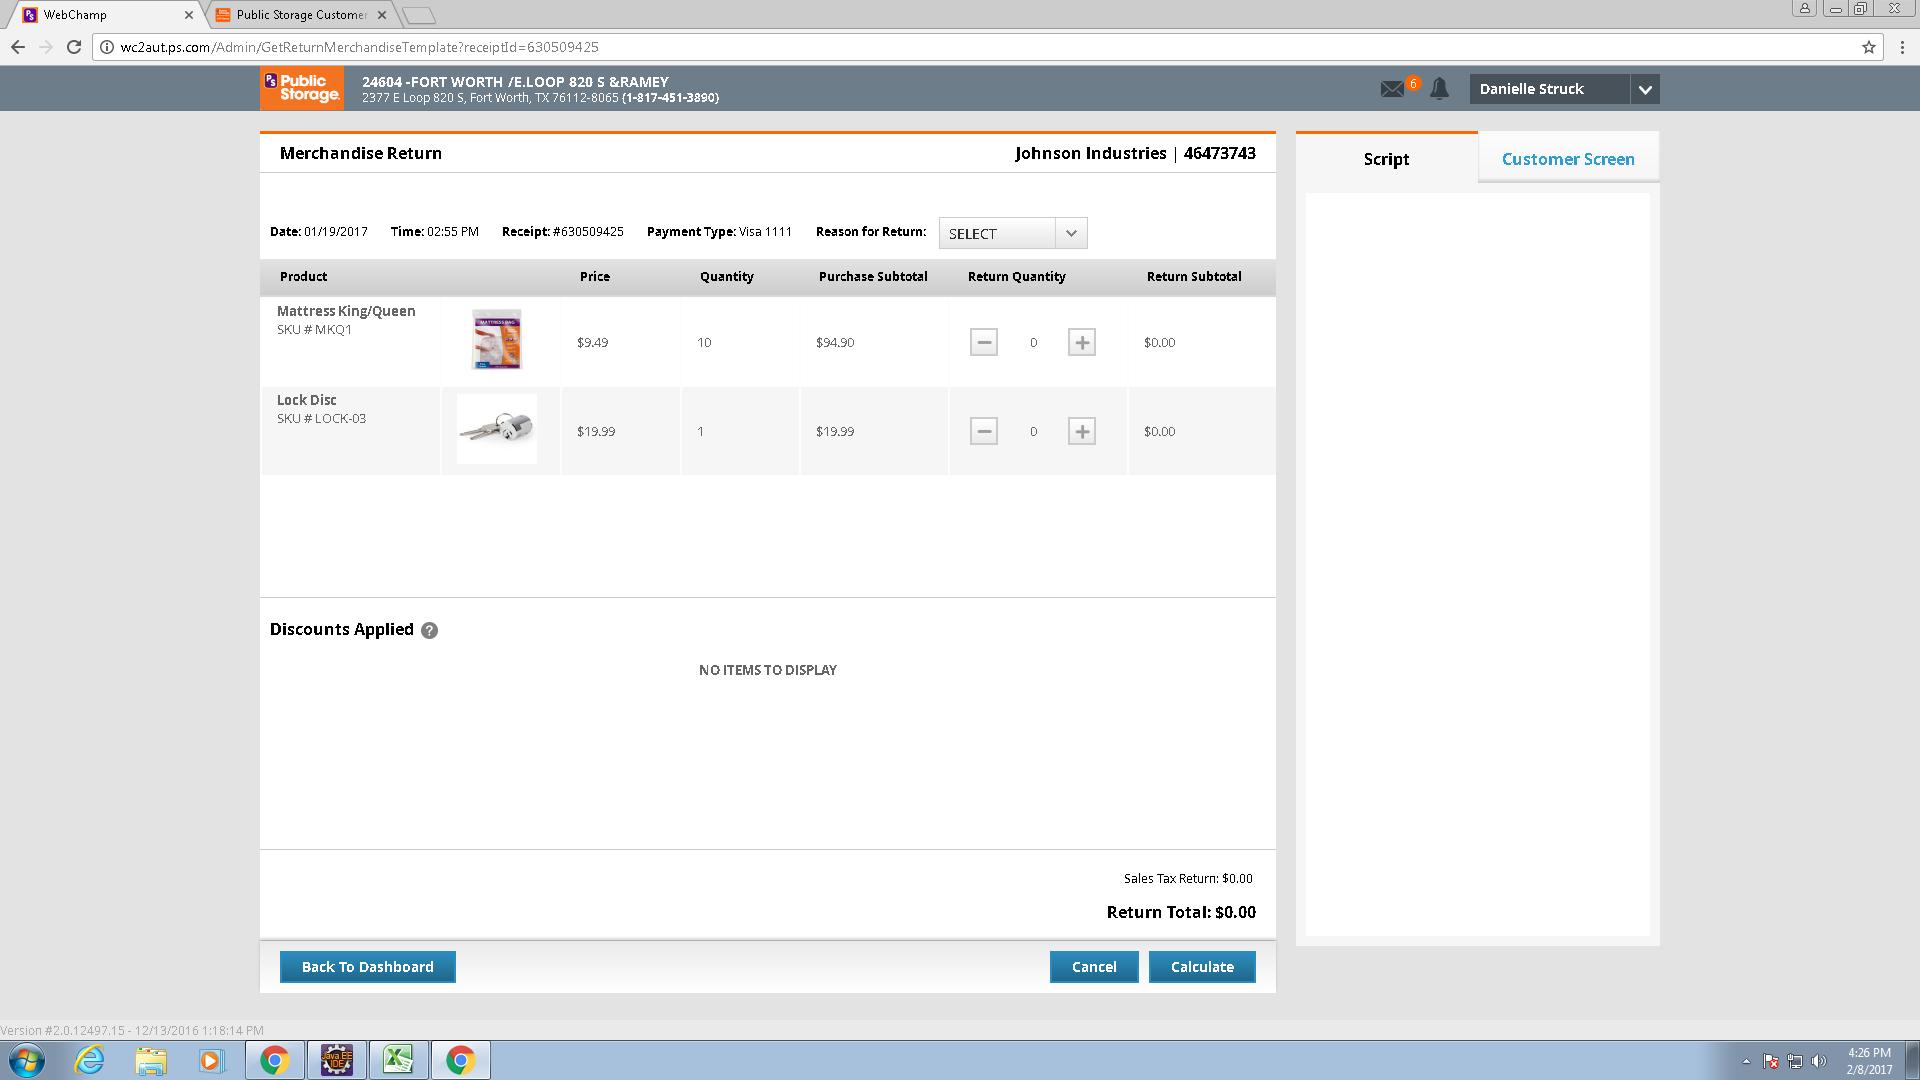 WebChamp
Public Storage Customer
wc2aut.ps.com/Admin/GetReturnMerchandiseTemplate?receiptId=630509425
PS Public Storage.
24604 -FORT WORTH /E.LOOP 820 S &RAMEY
2377 E Loop 820 S, Fort Worth, TX 76112-8065 (1-817-451-3890)
6
Danielle Struck
Merchandise Return
Johnson Industries | 46473743
Script
Customer Screen
Date: 01/19/2017 Time: 02:55 PM Receipt: #630509425 Payment Type: Visa 1111 Reason for Return: SELECT
Product Price Quantity Purchase Subtotal Return Quantity Return Subtotal
Mattress King/Queen
SKU # MKQ1
MATTRESS BAG
$9.49 10 $94.90 0 $0.00
Lock Disc
SKU # LOCK-03
$19.99 1 $19.99 0 $0.00
Discounts Applied ?
NO ITEMS TO DISPLAY
Sales Tax Return: $0.00
Return Total: $0.00
Back To Dashboard
Cancel
Calculate
Version #2.0.12497.15 - 12/13/2016 1:18:14 PM
Java EE
IDE
4:26 PM
2/8/2017